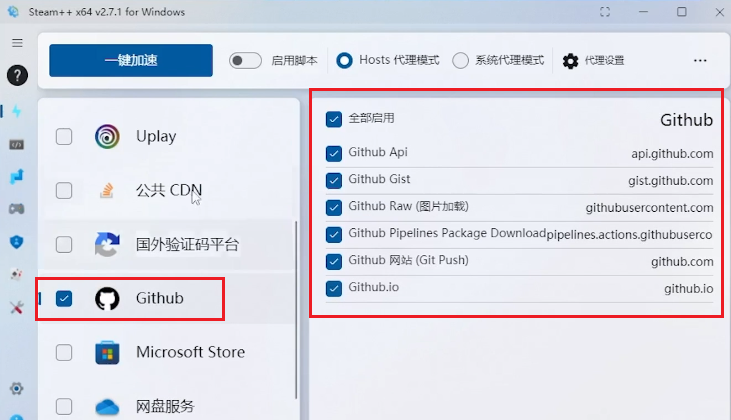 Steam++ x64 v2.7.1 for Windows
一键加速
启用脚本
Hosts 代理模式
系统代理模式
代理设置
Uplay
公共 CDN
国外验证码平台
Github
Microsoft Store
网盘服务
全部启用 Github
Github Api api.github.com
Github Gist gist.github.com
Github Raw (图片加载) githubusercontent.com
Github Pipelines Package Download pipelines.actions.githubuserco
Github 网站 (Git Push) github.com
Github.io github.io